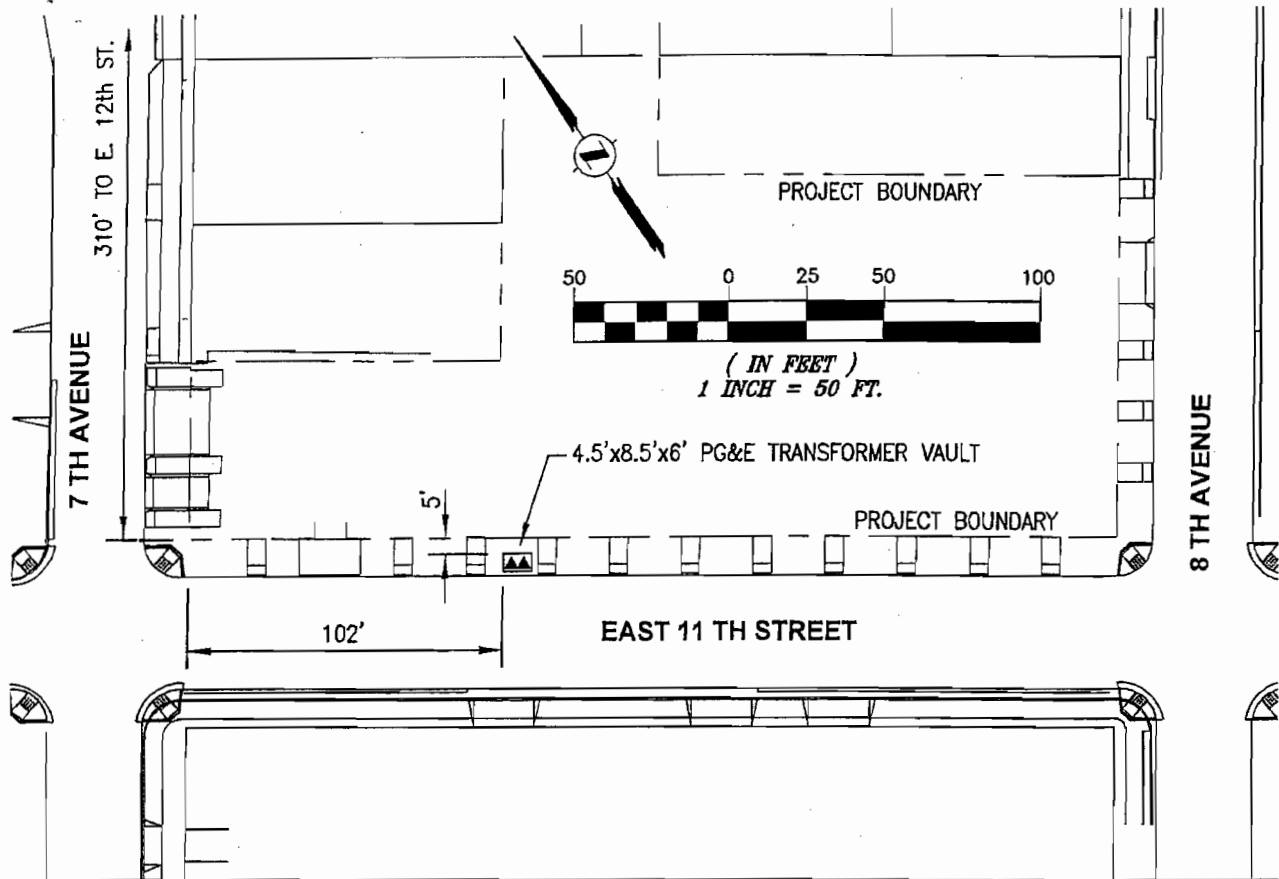 310' TO E. 12th ST.
7 TH AVENUE
PROJECT BOUNDARY
50 0 25 50 100
( IN FEET )
1 INCH = 50 FT.
4.5'x8.5'x6' PG&E TRANSFORMER VAULT
5'
PROJECT BOUNDARY
8 TH AVENUE
102'
EAST 11 TH STREET